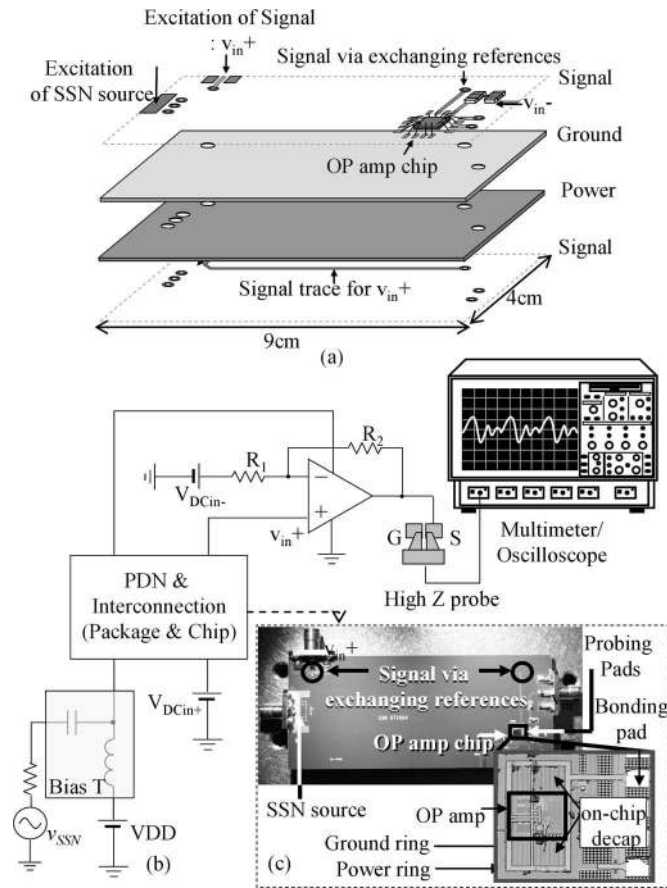 Excitation of Signal
: vin+
Signal via exchanging references
Excitation
of SSN source
Signal
vin-
Ground
OP amp chip
Power
Signal
Signal trace for vin+
4cm
9cm
(a)
R2
R1
VDCin-
−
+
vin+
G
S
Multimeter/
Oscilloscope
High Z probe
PDN &
Interconnection
(Package & Chip)
VDCin+
Bias T
vSSN
VDD
(b)
vin+
Signal via
exchanging references
OP amp chip
Probing
Pads
Bonding
pad
SSN source
OP amp
on-chip
decap
Ground ring
Power ring
(c)